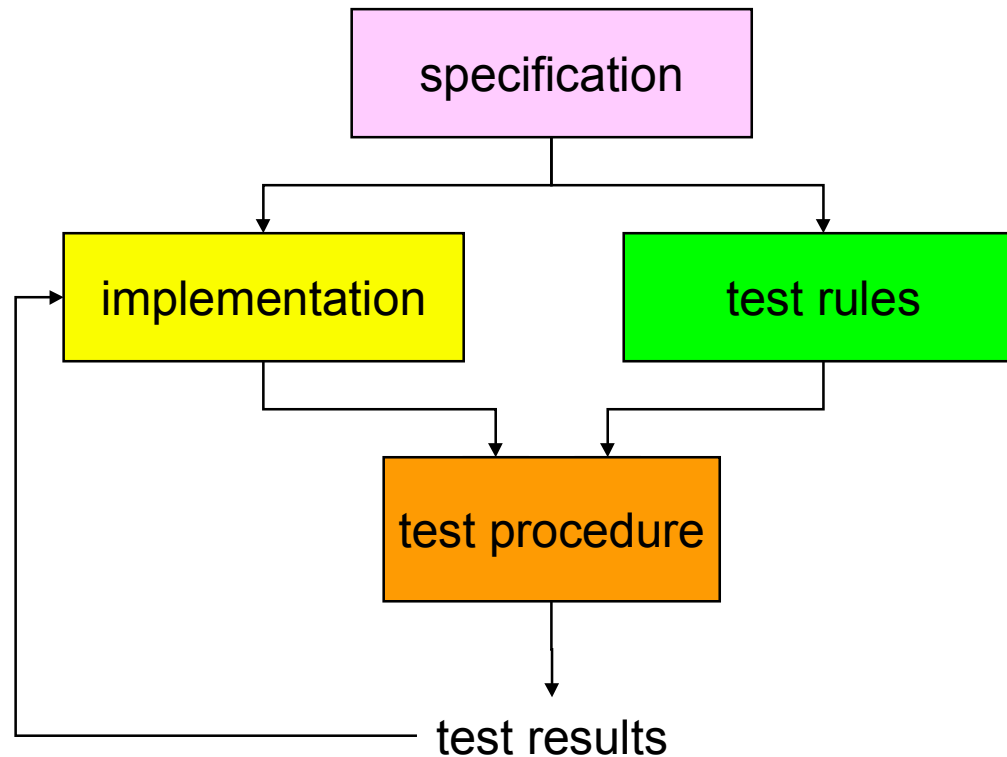 specification
implementation
test rules
test procedure
test results